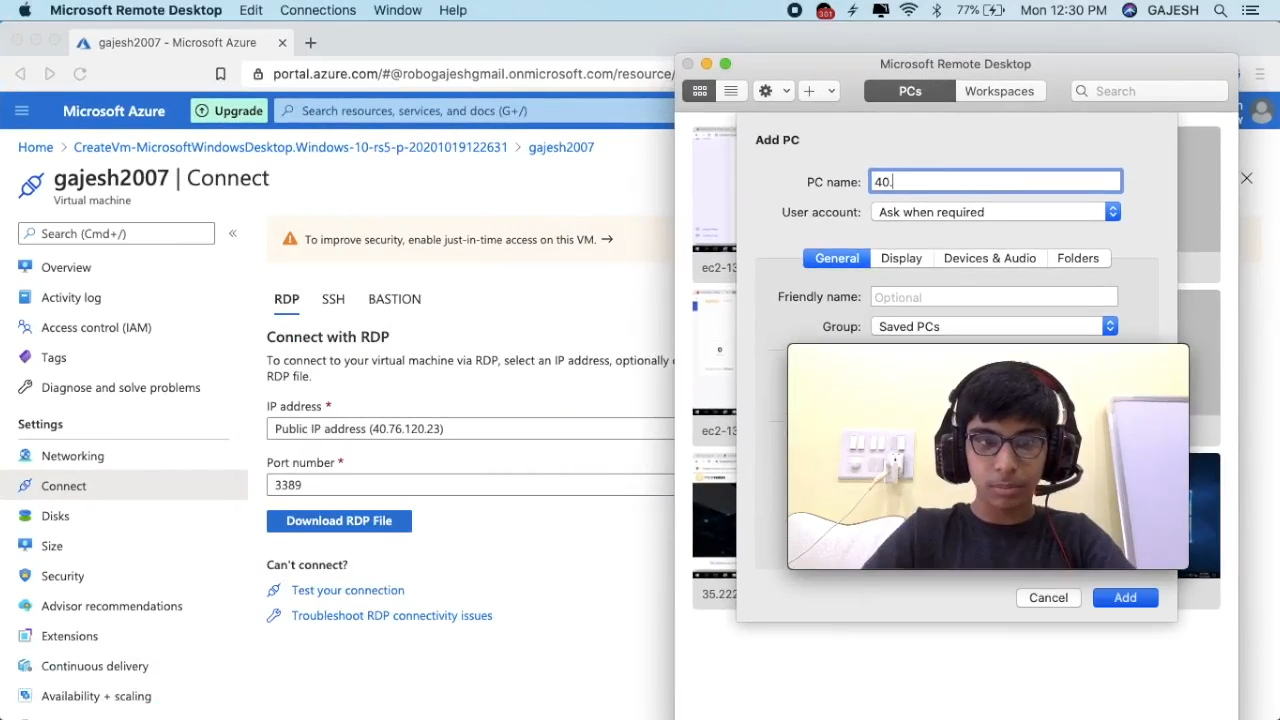 Microsoft Remote Desktop Edit Connections Window Help
301 77% Mon 12:30 PM GAJESH
gajesh2007 - Microsoft Azure
portal.azure.com/#@robogajeshgmail.onmicrosoft.com/resource/
Microsoft Azure Upgrade Search resources, services, and docs (G+/)
Home > CreateVm-MicrosoftWindowsDesktop.Windows-10-rs5-p-20201019122631 > gajesh2007
gajesh2007 | Connect
Virtual machine
Search (Cmd+/)
«
Overview
Activity log
Access control (IAM)
Tags
Diagnose and solve problems
Settings
Networking
Connect
Disks
Size
Security
Advisor recommendations
Extensions
Continuous delivery
Availability + scaling
To improve security, enable just-in-time access on this VM. →
RDP SSH BASTION
Connect with RDP
To connect to your virtual machine via RDP, select an IP address, optionally
RDP file.
IP address *
Public IP address (40.76.120.23)
Port number *
3389
Download RDP File
Can't connect?
Test your connection
Troubleshoot RDP connectivity issues
Microsoft Remote Desktop
PCs Workspaces Search
Add PC
PC name: 40.
User account: Ask when required
General Display Devices & Audio Folders
Friendly name: Optional
Group: Saved PCs
Cancel Add
ec2-13
ec2-13
35.222